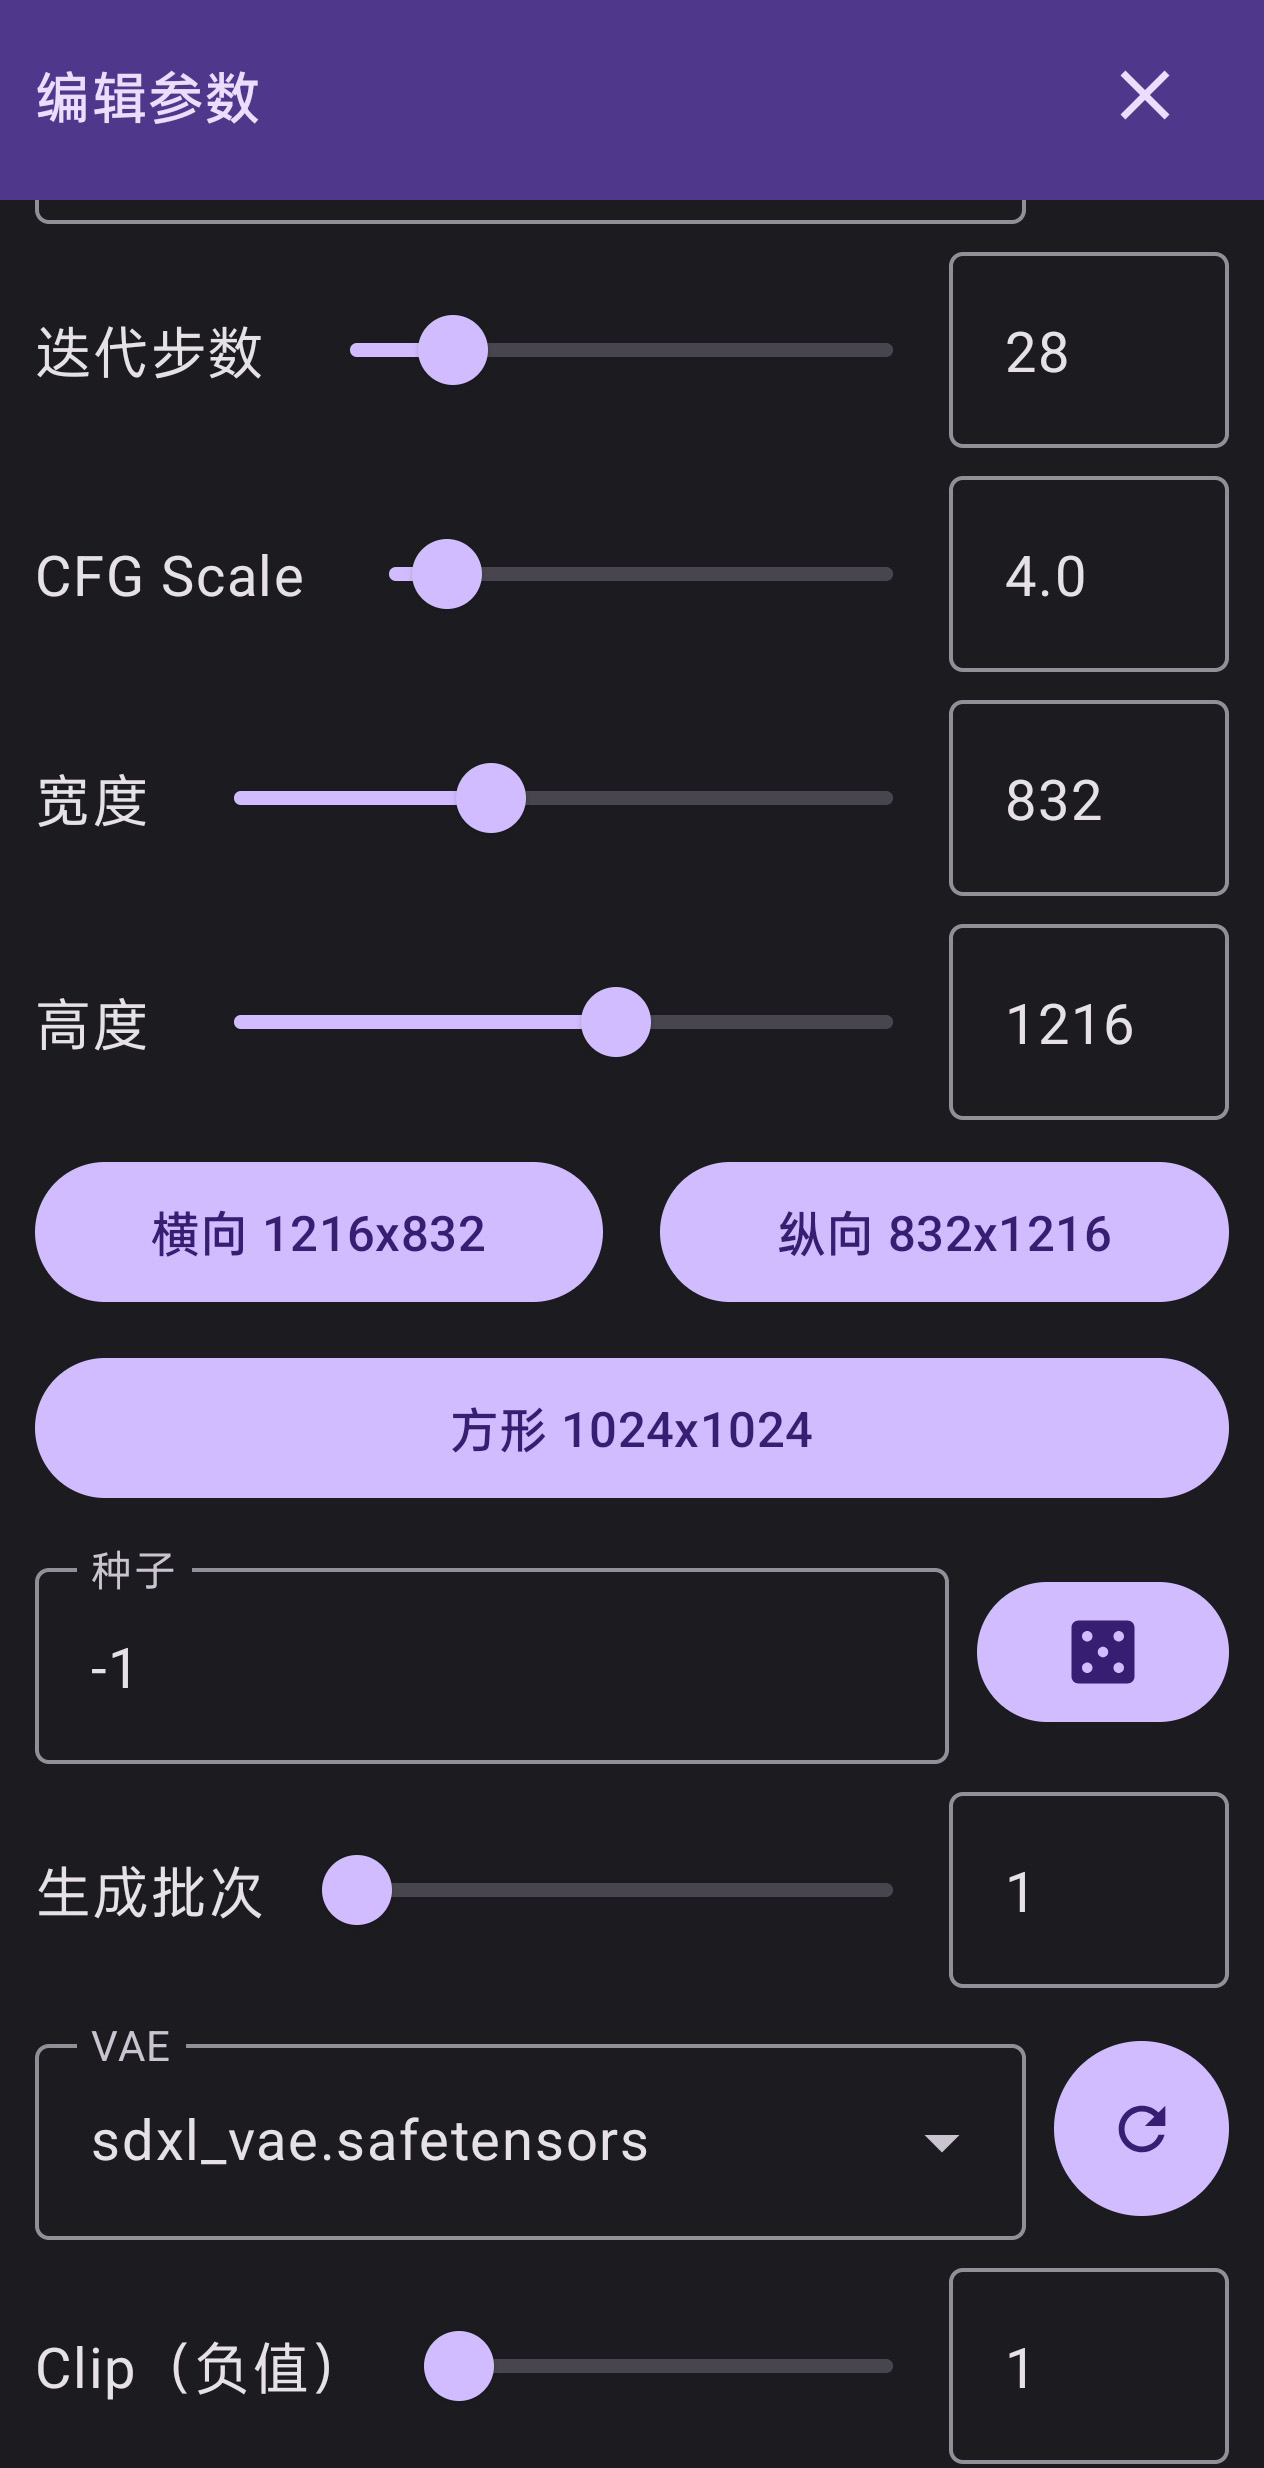 编辑参数
迭代步数
28
CFG Scale
4.0
宽度
832
高度
1216
横向 1216x832
纵向 832x1216
方形 1024x1024
种子
-1
生成批次
1
VAE
sdxl_vae.safetensors
Clip（负值）
1